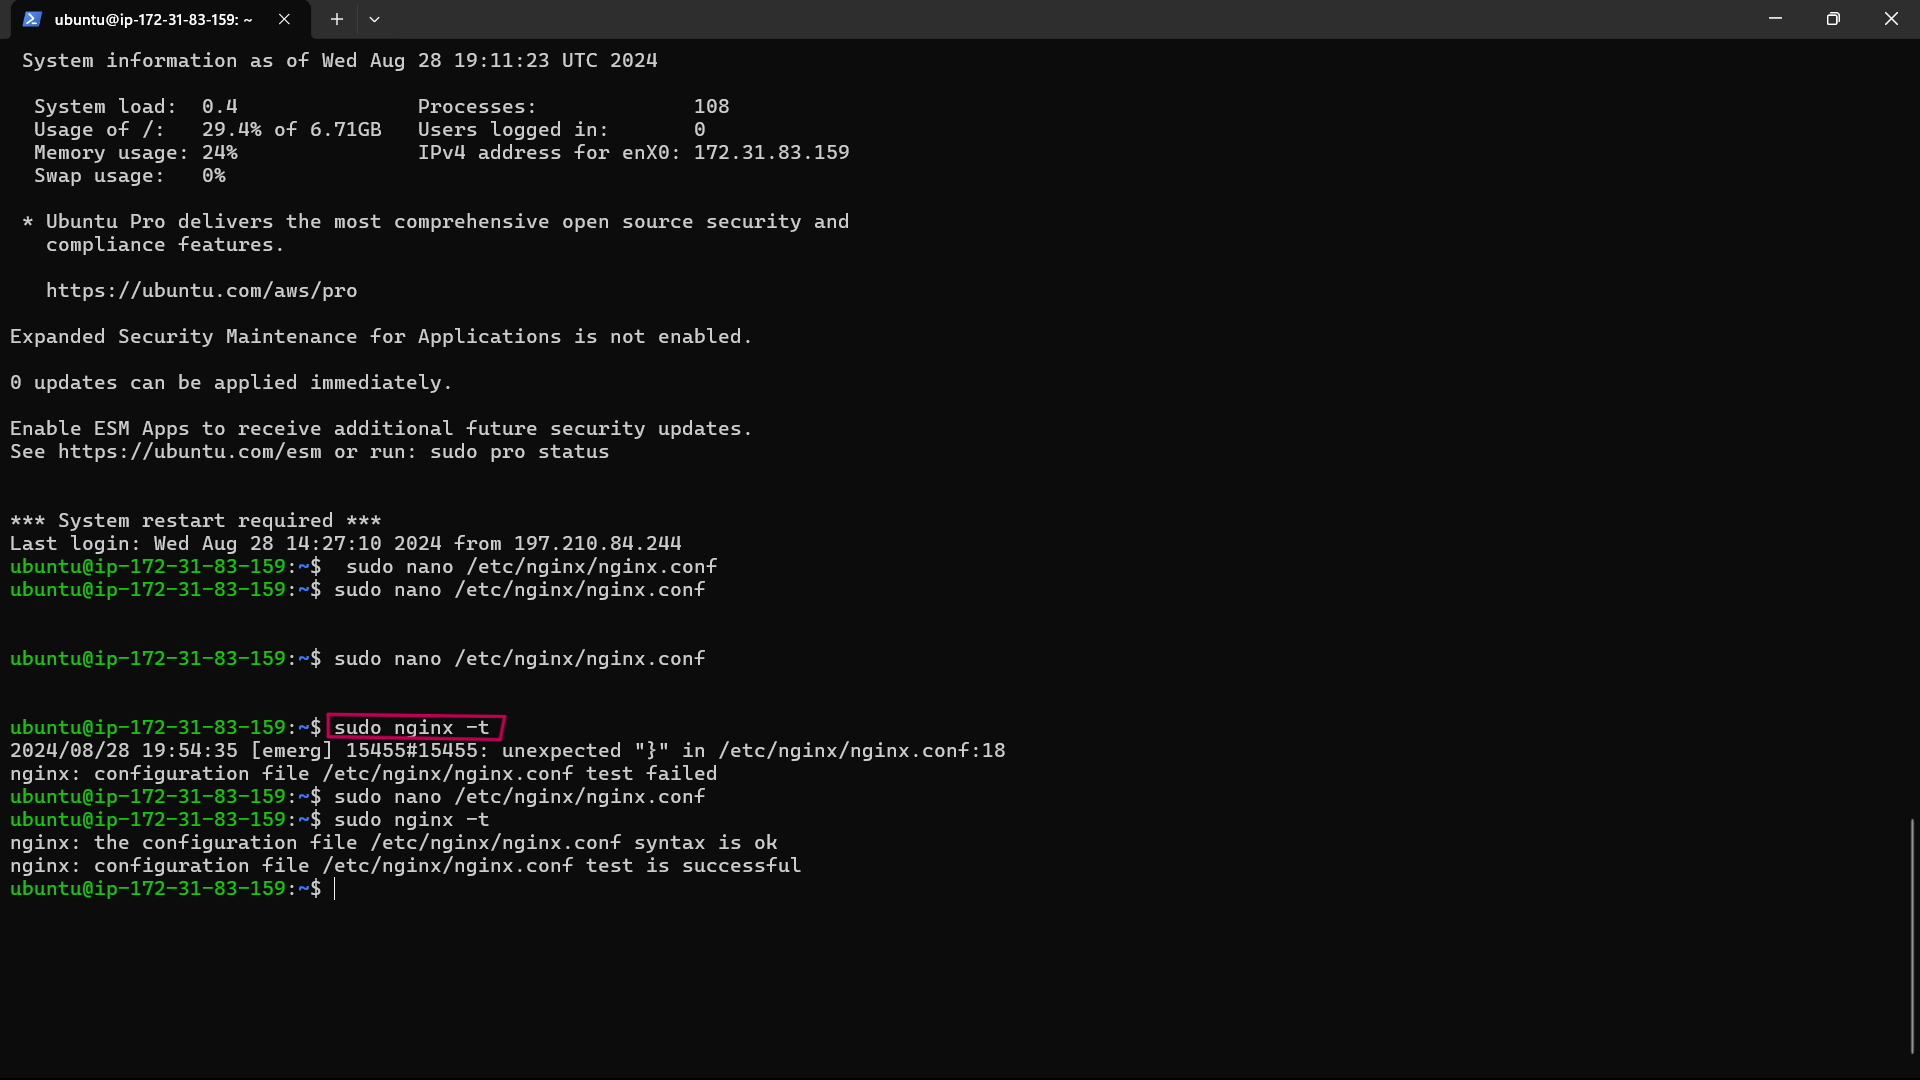 ubuntu@ip-172-31-83-159: ~
System information as of Wed Aug 28 19:11:23 UTC 2024
System load:  0.4               Processes:             108
Usage of /:   29.4% of 6.71GB   Users logged in:       0
Memory usage: 24%               IPv4 address for enX0: 172.31.83.159
Swap usage:   0%
* Ubuntu Pro delivers the most comprehensive open source security and
compliance features.
https://ubuntu.com/aws/pro
Expanded Security Maintenance for Applications is not enabled.
0 updates can be applied immediately.
Enable ESM Apps to receive additional future security updates.
See https://ubuntu.com/esm or run: sudo pro status
*** System restart required ***
Last login: Wed Aug 28 14:27:10 2024 from 197.210.84.244
ubuntu@ip-172-31-83-159:~$  sudo nano /etc/nginx/nginx.conf
ubuntu@ip-172-31-83-159:~$ sudo nano /etc/nginx/nginx.conf
ubuntu@ip-172-31-83-159:~$ sudo nano /etc/nginx/nginx.conf
ubuntu@ip-172-31-83-159:~$ sudo nginx -t
2024/08/28 19:54:35 [emerg] 15455#15455: unexpected "}" in /etc/nginx/nginx.conf:18
nginx: configuration file /etc/nginx/nginx.conf test failed
ubuntu@ip-172-31-83-159:~$ sudo nano /etc/nginx/nginx.conf
ubuntu@ip-172-31-83-159:~$ sudo nginx -t
nginx: the configuration file /etc/nginx/nginx.conf syntax is ok
nginx: configuration file /etc/nginx/nginx.conf test is successful
ubuntu@ip-172-31-83-159:~$